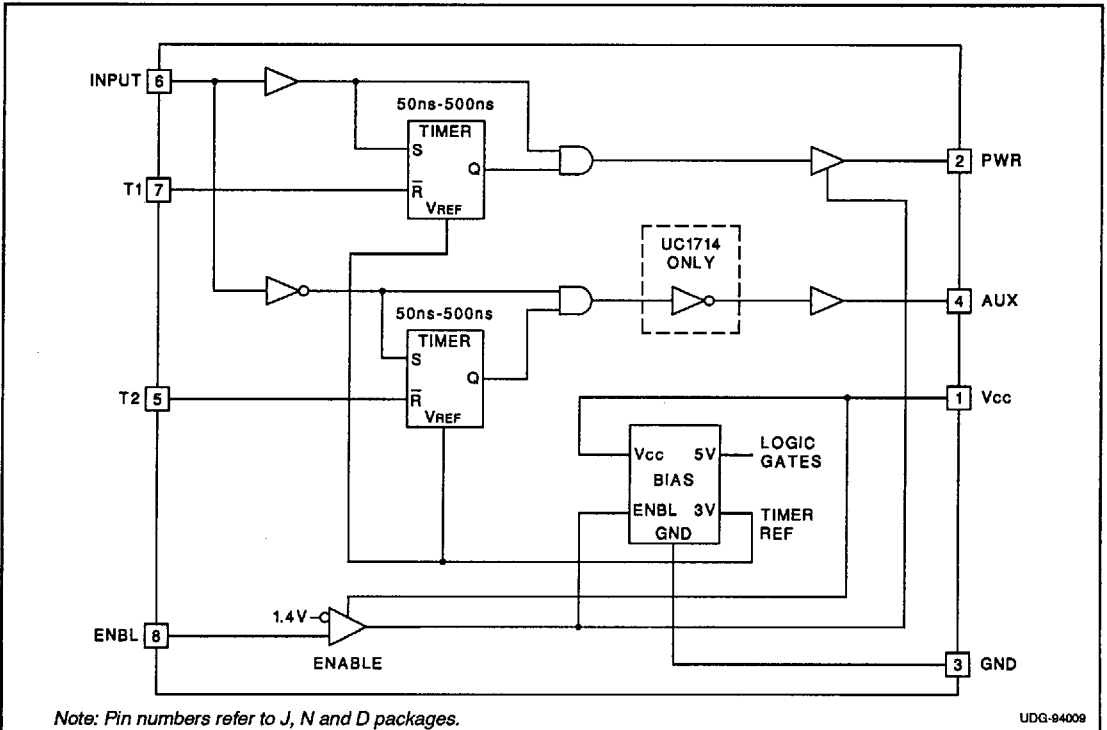 INPUT 6
50ns-500ns
TIMER
S
Q
R
VREF
T1 7
2 PWR
UC1714
ONLY
4 AUX
50ns-500ns
TIMER
S
Q
R
VREF
T2 5
1 Vcc
Vcc 5V
LOGIC
GATES
BIAS
ENBL 3V
TIMER
REF
GND
1.4V
ENBL 8
ENABLE
3 GND
Note: Pin numbers refer to J, N and D packages.
UDG-94009